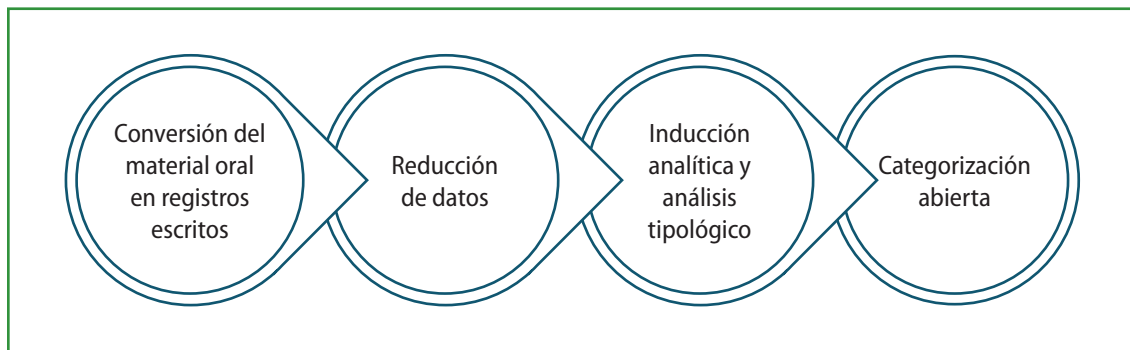 Conversión del
material oral
en registros
escritos
Reducción
de datos
Inducción
analítica y
análisis
tipológico
Categorización
abierta